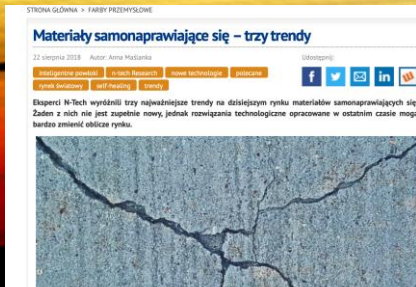 STRONA GŁÓWNA > FARBY PRZEMYSŁOWE
Materiały samonaprawiające się – trzy trendy
22 sierpnia 2018 Autor: Anna Maślanka
Udostępnij:
Inteligentne powłoki n-tech Research nowe technologie polecane
rynek światowy self-healing trendy
Eksperci N-Tech wyróżnili trzy najważniejsze trendy na dzisiejszym rynku materiałów samonaprawiających się
Żaden z nich nie jest zupełnie nowy, jednak rozwiązania technologiczne opracowane w ostatnim czasie mogą
bardzo zmienić oblicze rynku.